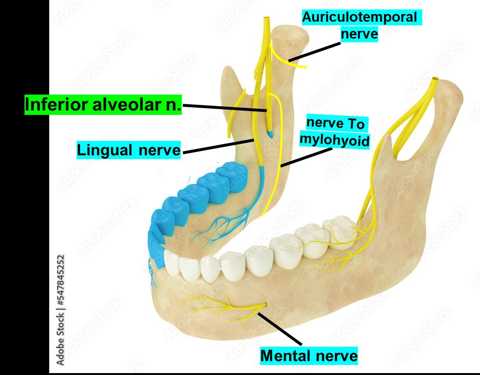 Auriculotemporal
nerve
Inferior alveolar n.
nerve To
mylohyoid
Lingual nerve
Mental nerve
Adobe Stock | #547845252